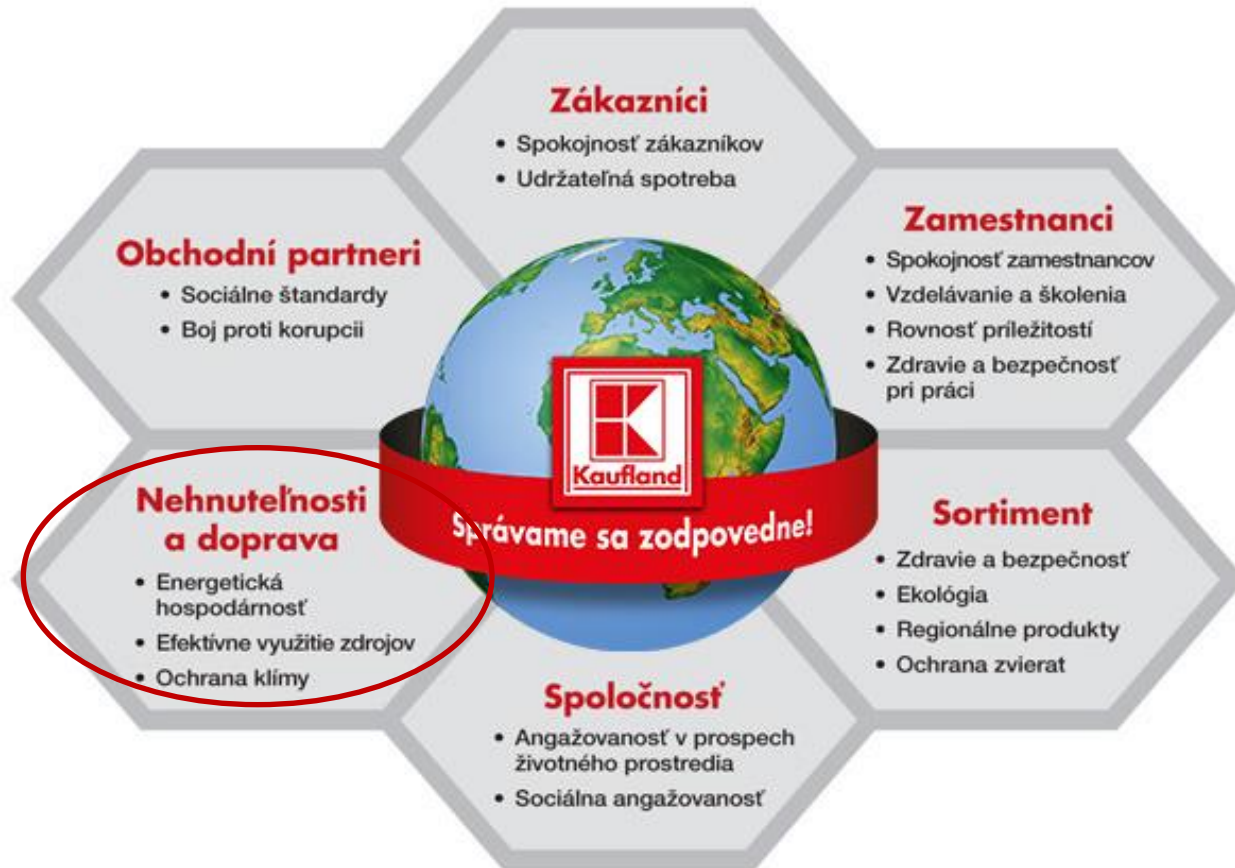 Zákazníci
• Spokojnosť zákazníkov
• Udržateľná spotreba
Obchodní partneri
• Sociálne štandardy
• Boj proti korupcii
Zamestnanci
• Spokojnosť zamestnancov
• Vzdelávanie a školenia
• Rovnosť príležitostí
• Zdravie a bezpečnosť
pri práci
Kaufland
Správame sa zodpovedne!
Nehnuteľnosti
a doprava
• Energetická
hospodárnosť
• Efektívne využitie zdrojov
• Ochrana klímy
Sortiment
• Zdravie a bezpečnosť
• Ekológia
• Regionálne produkty
• Ochrana zvierat
Spoločnosť
• Angažovanosť v prospech
životného prostredia
• Sociálna angažovanosť